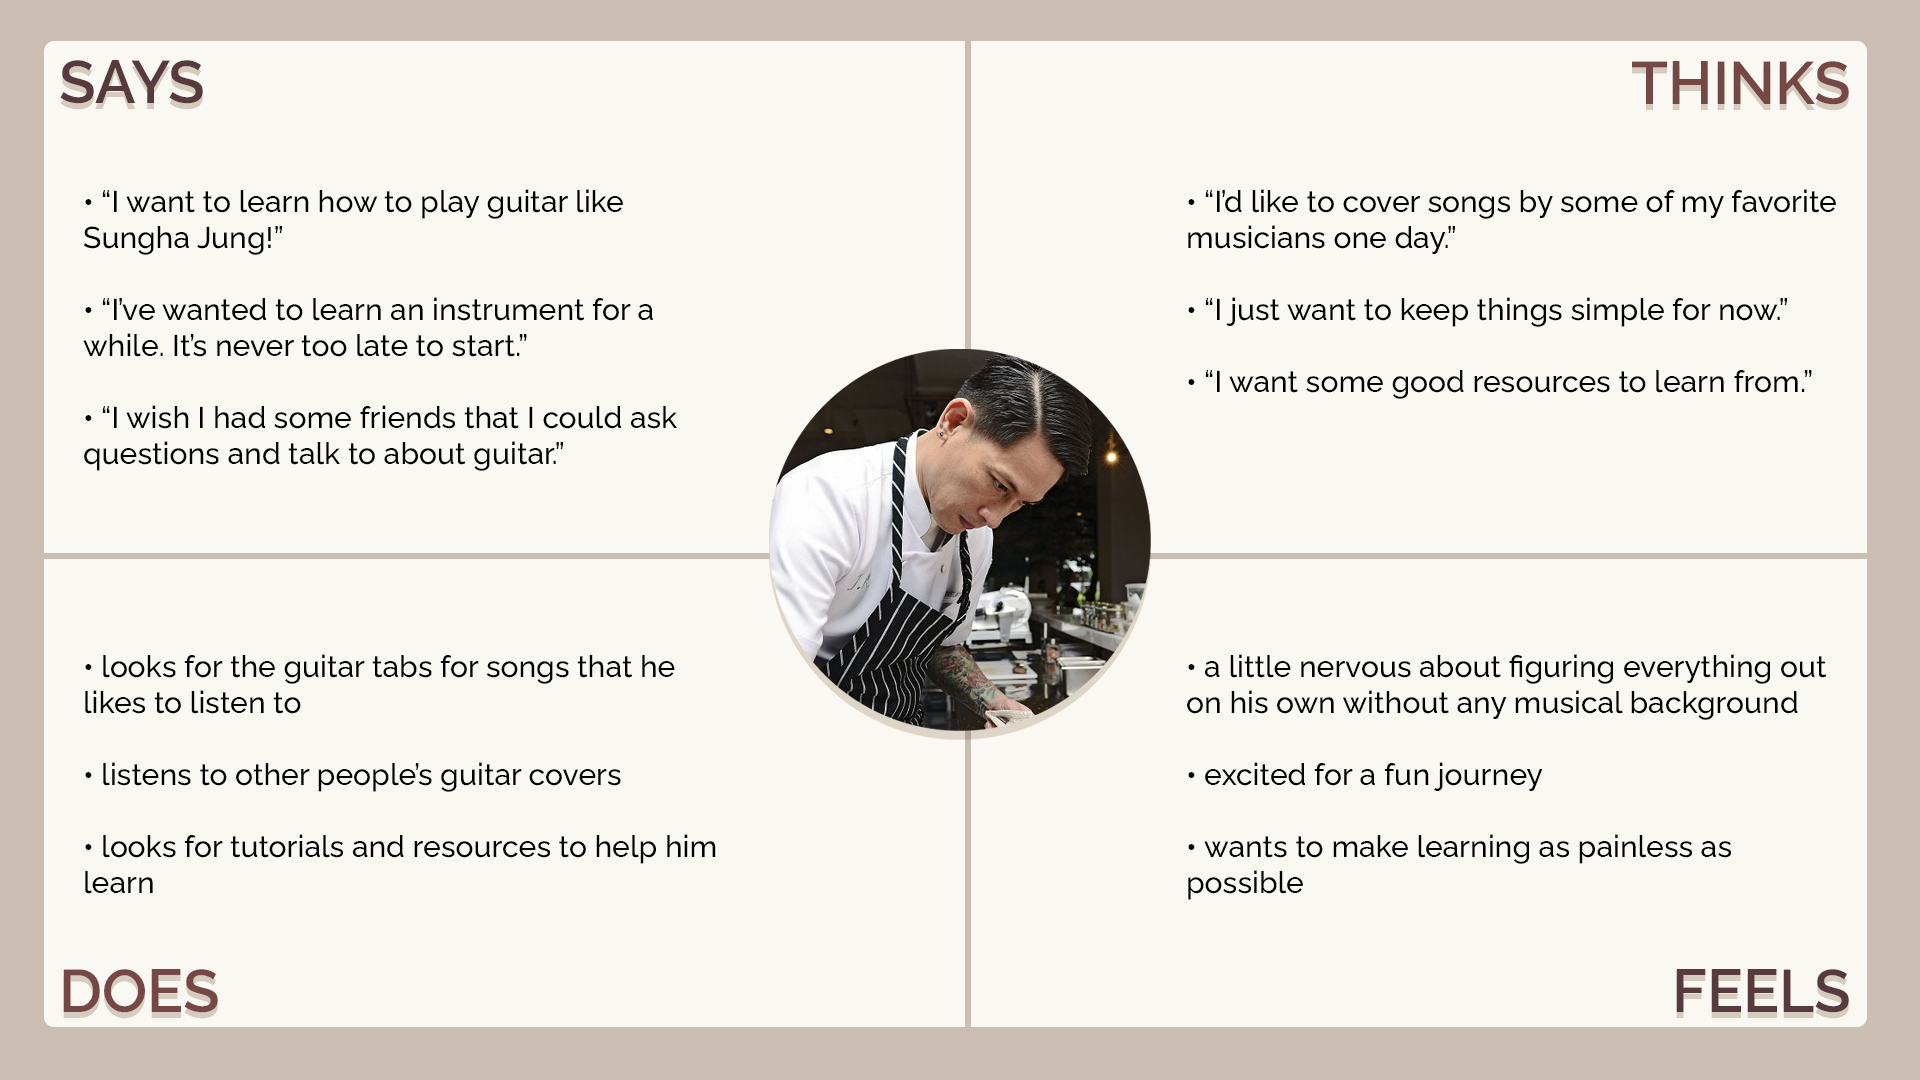 SAYS
• “I want to learn how to play guitar like
Sungha Jung!”
• “I’ve wanted to learn an instrument for a
while. It’s never too late to start.”
• “I wish I had some friends that I could ask
questions and talk to about guitar.”
THINKS
• “I’d like to cover songs by some of my favorite
musicians one day.”
• “I just want to keep things simple for now.”
• “I want some good resources to learn from.”
• looks for the guitar tabs for songs that he
likes to listen to
• listens to other people’s guitar covers
• looks for tutorials and resources to help him
learn
DOES
• a little nervous about figuring everything out
on his own without any musical background
• excited for a fun journey
• wants to make learning as painless as
possible
FEELS